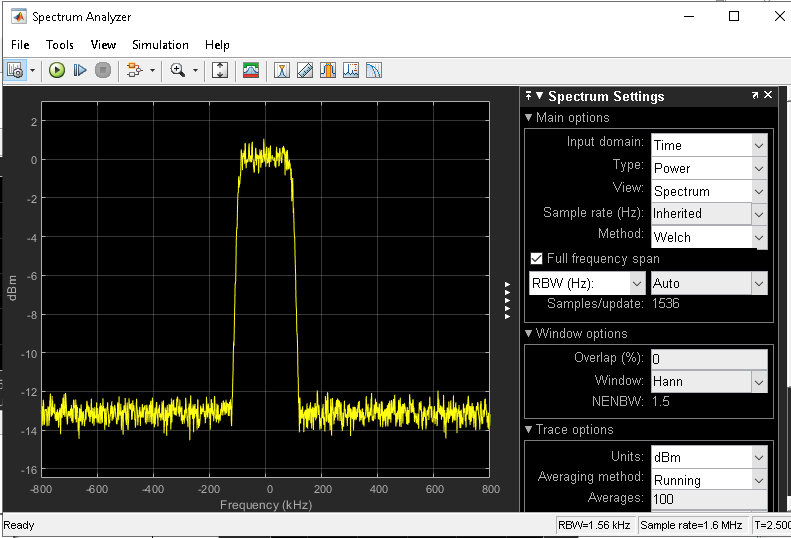 Spectrum Analyzer
File Tools View Simulation Help
Spectrum Settings
Main options
Input domain: Time
Type: Power
View: Spectrum
Sample rate (Hz): Inherited
Method: Welch
Full frequency span
RBW (Hz): Auto
Samples/update: 1536
Window options
Overlap (%): 0
Window: Hann
NENBW: 1.5
Trace options
Units: dBm
Averaging method: Running
Averages: 100
2
0
-2
-4
-6
-8
-10
-12
-14
-16
dBm
-800 -600 -400 -200 0 200 400 600 800
Frequency (kHz)
Ready RBW=1.56 kHz Sample rate=1.6 MHz T=2.500